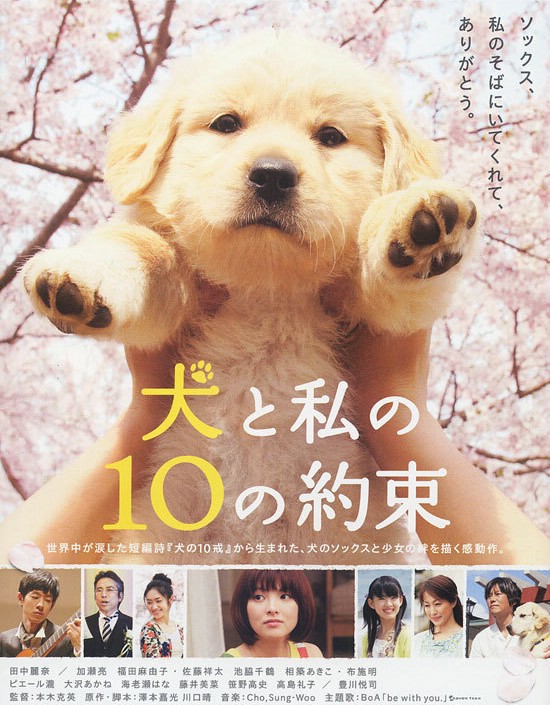 ソックス、
私のそばにいてくれて、
ありがとう。
犬と私の
10の約束
世界中が涙した短編詩『犬の10戒』から生まれた、犬のソックスと少女の絆を描く感動作。
田中麗奈 / 加瀬亮 福田麻由子・佐藤祥太 池脇千鶴 相築あきこ・布施明
ピエール瀧 大沢あかね 海老瀬はな 藤井美菜 笹野高史 高島礼子 / 豊川悦司
監督:本木克英 原作・脚本:澤本嘉光 川口晴 音楽:Cho,Sung-Woo 主題歌:BoA「be with you.」